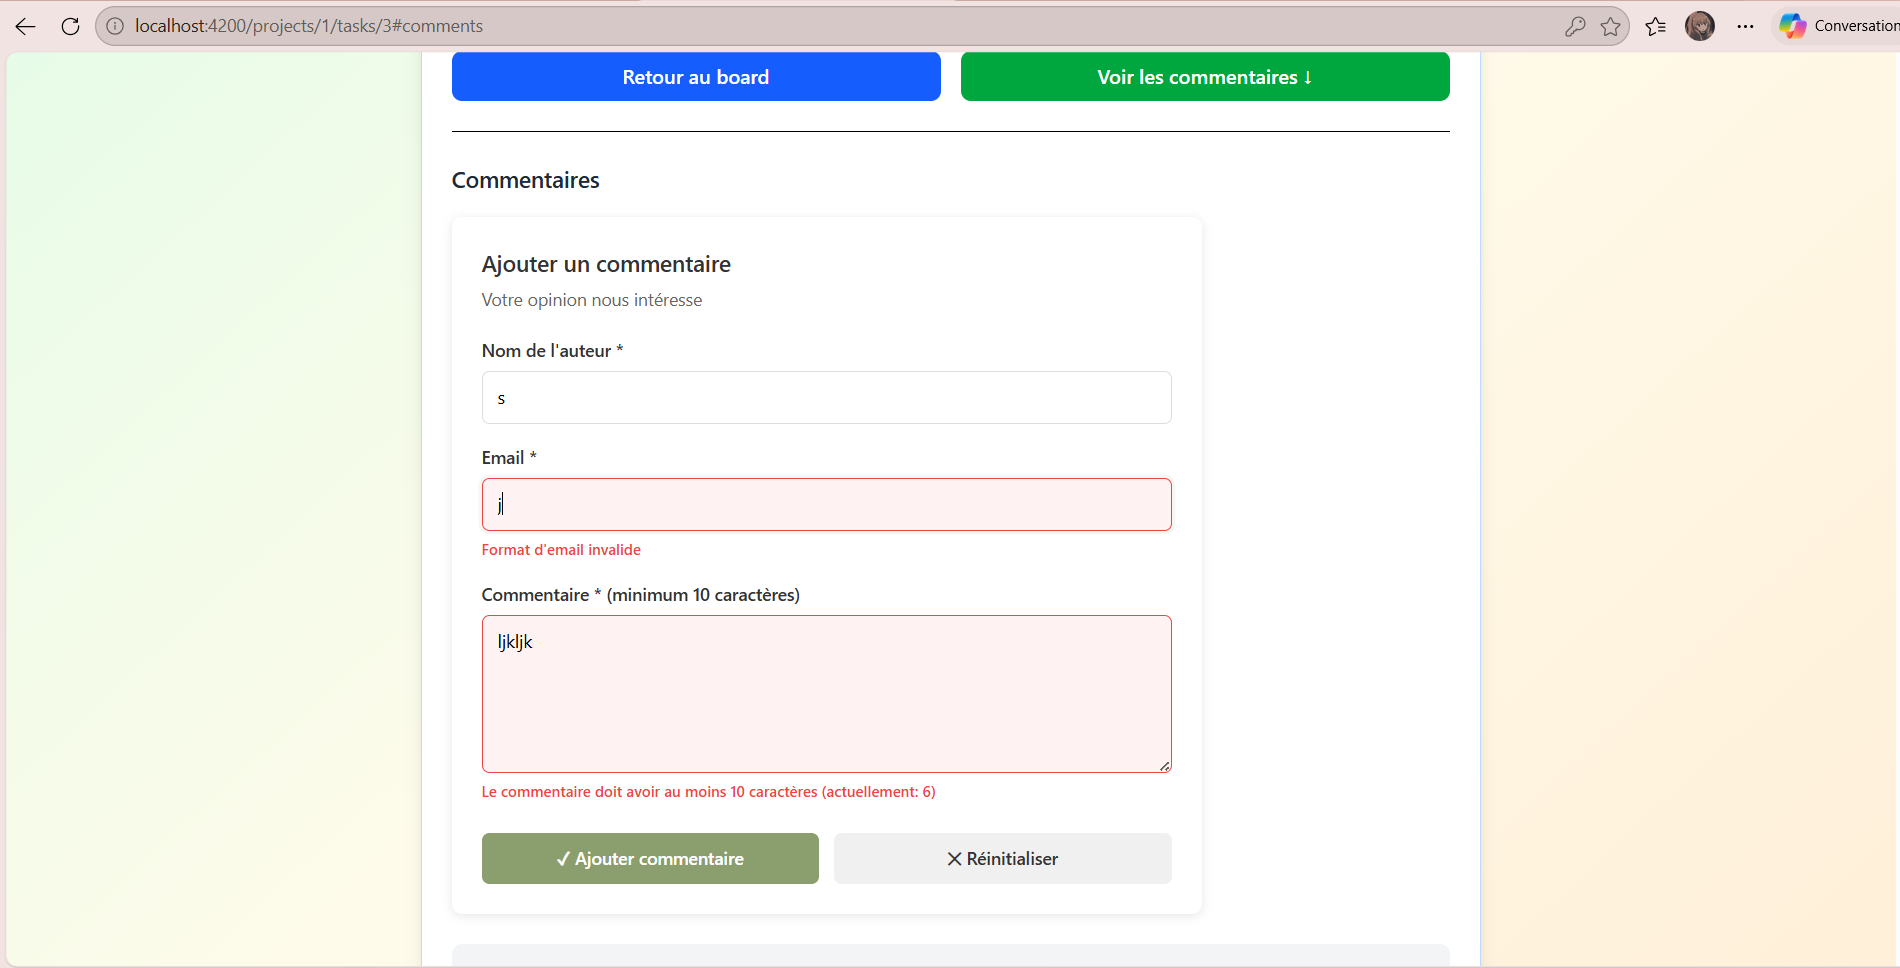 localhost:4200/projects/1/tasks/3#comments
Conversation
Retour au board
Voir les commentaires ↓
Commentaires
Ajouter un commentaire
Votre opinion nous intéresse
Nom de l'auteur *
s
Email *
j
Format d'email invalide
Commentaire * (minimum 10 caractères)
ljkljk
Le commentaire doit avoir au moins 10 caractères (actuellement: 6)
✓ Ajouter commentaire
✕ Réinitialiser